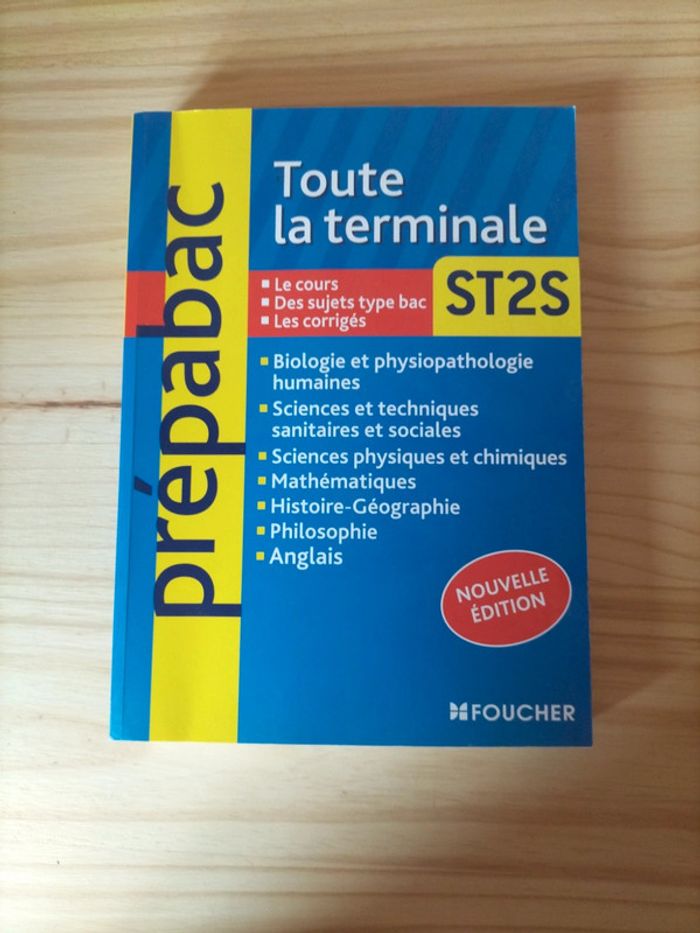 prépabac
Toute
la terminale
Le cours
Des sujets type bac
Les corrigés
ST2S
Biologie et physiopathologie
humaines
Sciences et techniques
sanitaires et sociales
Sciences physiques et chimiques
Mathématiques
Histoire-Géographie
Philosophie
Anglais
NOUVELLE
ÉDITION
FOUCHER